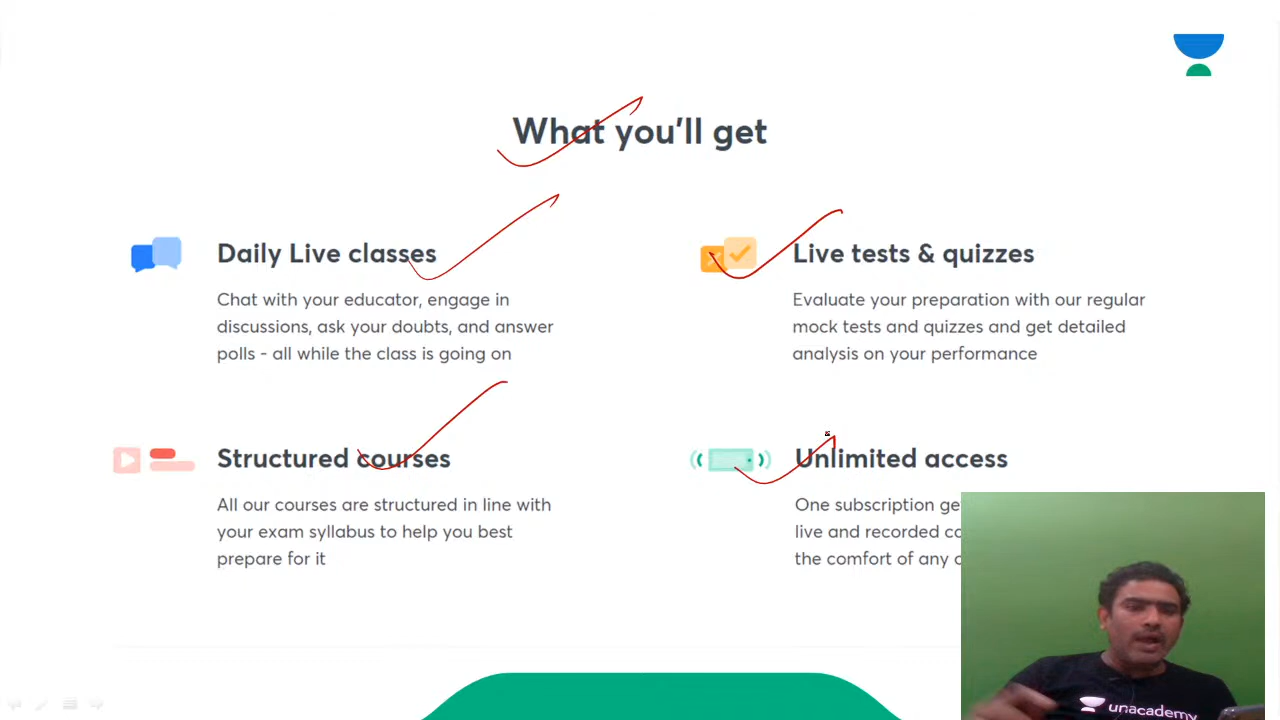 What you'll get
Daily Live classes
Chat with your educator, engage in
discussions, ask your doubts, and answer
polls - all while the class is going on
Live tests & quizzes
Evaluate your preparation with our regular
mock tests and quizzes and get detailed
analysis on your performance
Structured courses
All our courses are structured in line with
your exam syllabus to help you best
prepare for it
Unlimited access
One subscription
live and recorded
the comfort of any
unacademy